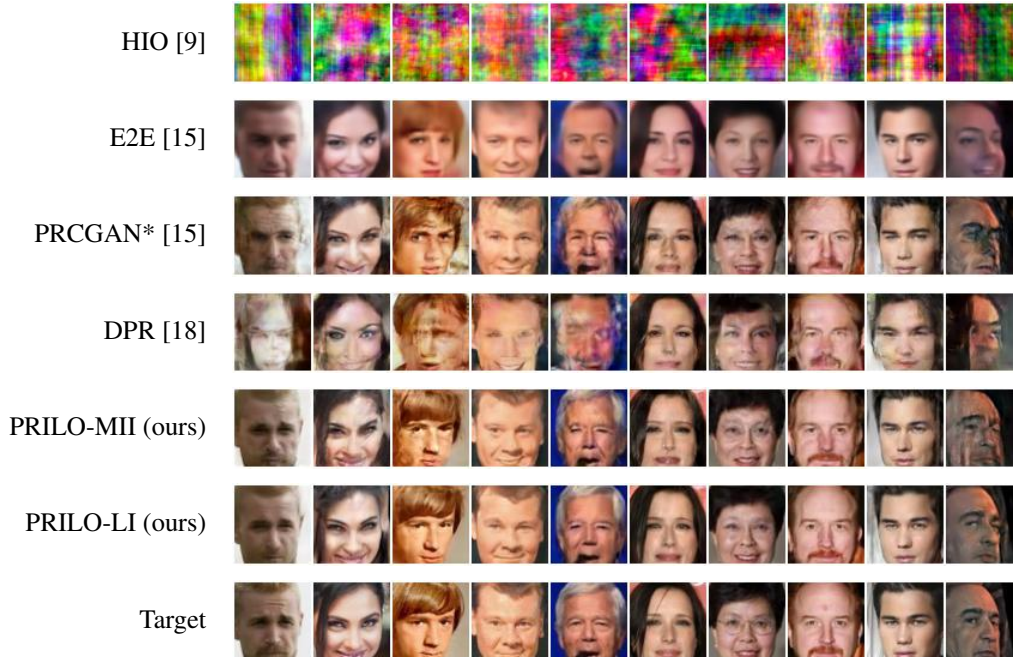 HIO [9]
E2E [15]
PRCGAN* [15]
DPR [18]
PRILO-MII (ours)
PRILO-LI (ours)
Target